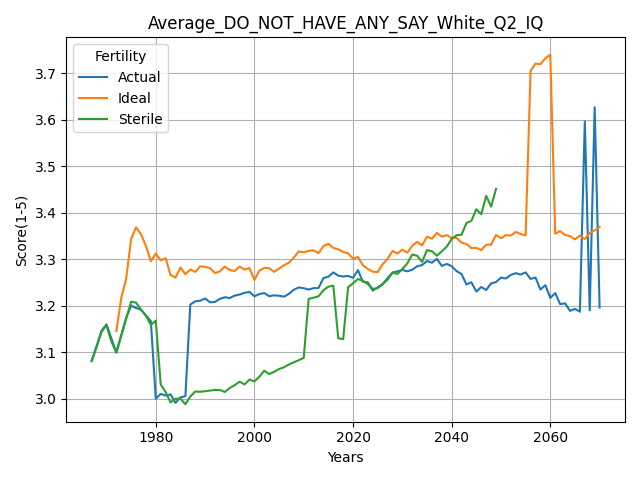 Average_DO_NOT_HAVE_ANY_SAY_White_Q2_IQ
Fertility
Actual
Ideal
Sterile
Score(1-5)
3.7
3.6
3.5
3.4
3.3
3.2
3.1
3.0
1980 2000 2020 2040 2060
Years